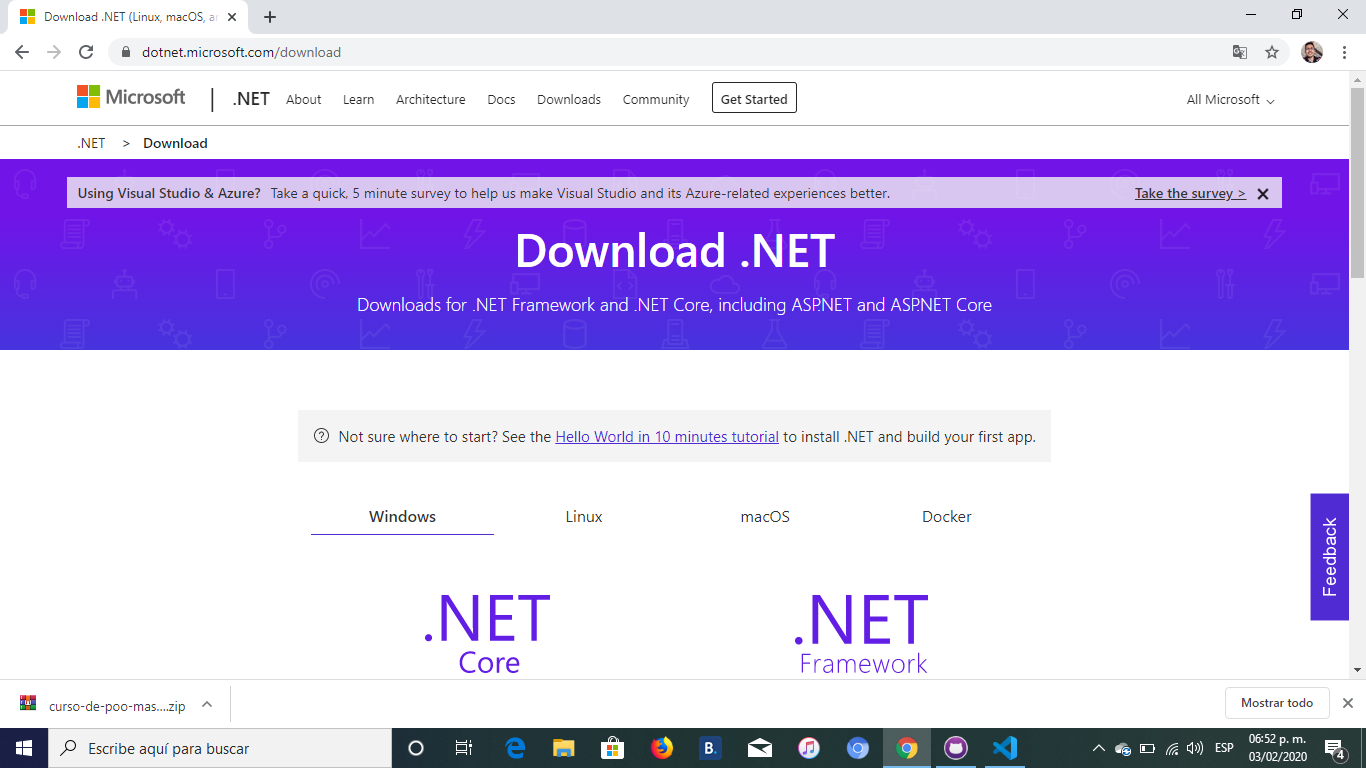 Download .NET (Linux, macOS, a
dotnet.microsoft.com/download
Microsoft
.NET About Learn Architecture Docs Downloads Community Get Started All Microsoft
.NET > Download
Using Visual Studio & Azure? Take a quick, 5 minute survey to help us make Visual Studio and its Azure-related experiences better. Take the survey >
Download .NET
Downloads for .NET Framework and .NET Core, including ASP.NET and ASP.NET Core
Not sure where to start? See the Hello World in 10 minutes tutorial to install .NET and build your first app.
Windows Linux macOS Docker
Feedback
.NET
Core
.NET
Framework
curso-de-poo-mas....zip
Mostrar todo
Escribe aquí para buscar
B.
ESP
06:52 p. m.
03/02/2020
4